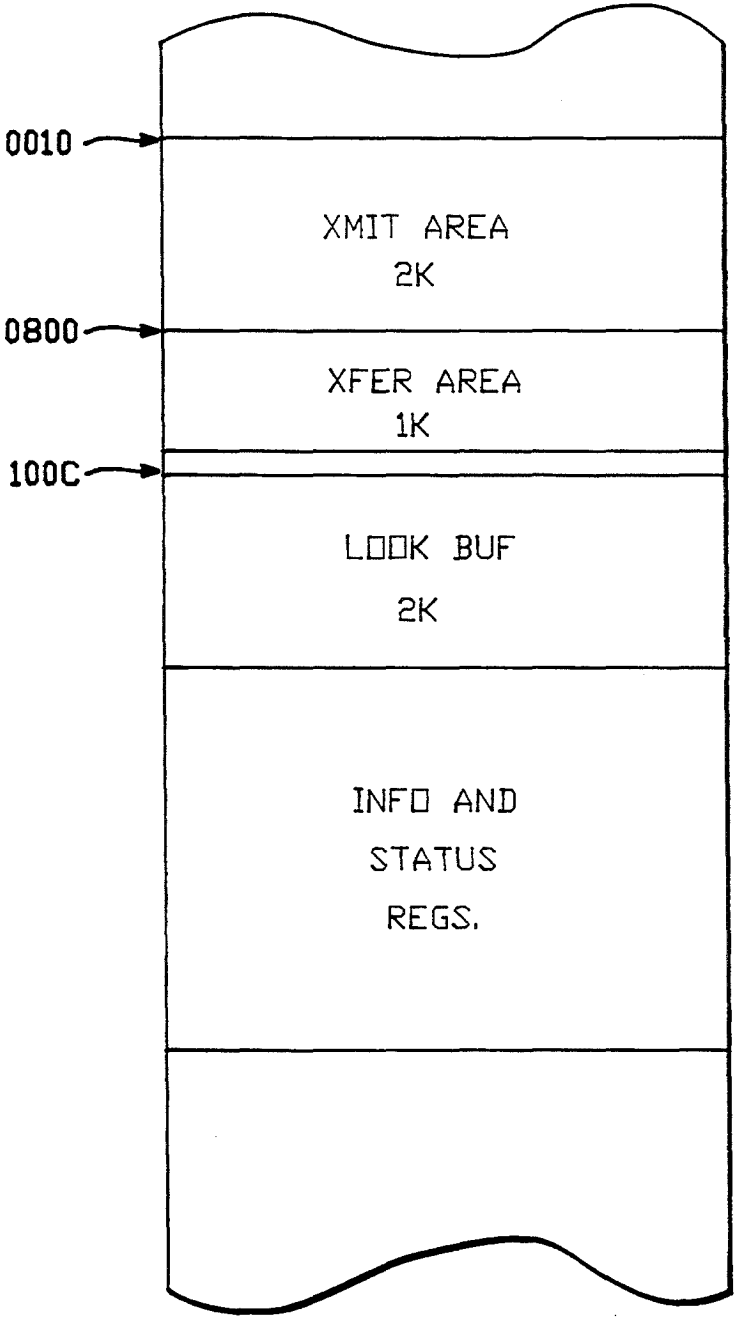 0010
XMIT AREA
2K
0800
XFER AREA
1K
100C
LOOK BUF
2K
INFO AND
STATUS
REGS.